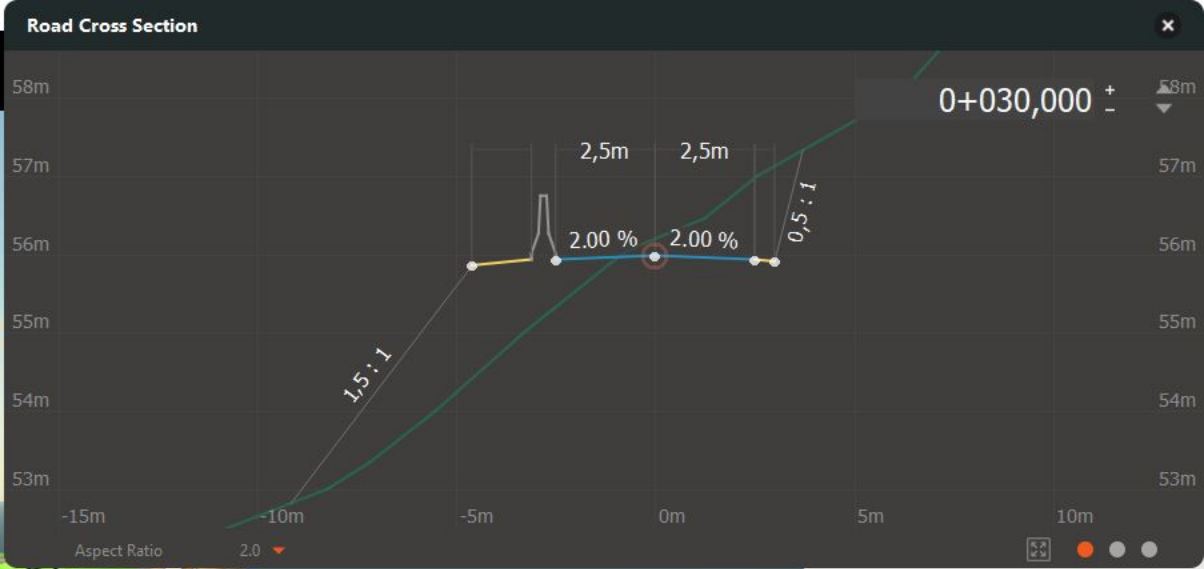 Road Cross Section
58m
0+030,000 + −
58m
57m
2,5m
2,5m
57m
0,5 : 1
56m
2.00 %
2.00 %
56m
55m
55m
1,5 : 1
54m
54m
53m
53m
-15m
-10m
-5m
0m
5m
10m
Aspect Ratio
2.0